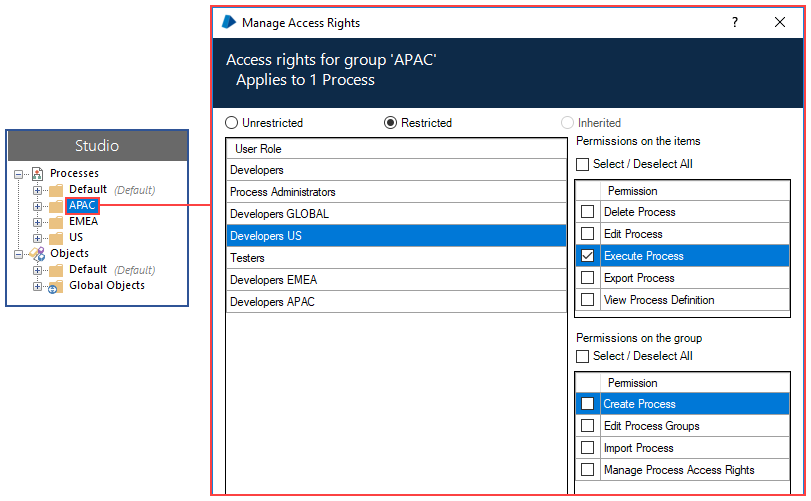 Studio
Processes
Default (Default)
APAC
EMEA
US
Objects
Default (Default)
Global Objects
Manage Access Rights
?
Access rights for group 'APAC'
Applies to 1 Process
Unrestricted Restricted Inherited
User Role
Developers
Process Administrators
Developers GLOBAL
Developers US
Testers
Developers EMEA
Developers APAC
Permissions on the items
Select / Deselect All
Permission
Delete Process
Edit Process
Execute Process
Export Process
View Process Definition
Permissions on the group
Select / Deselect All
Permission
Create Process
Edit Process Groups
Import Process
Manage Process Access Rights